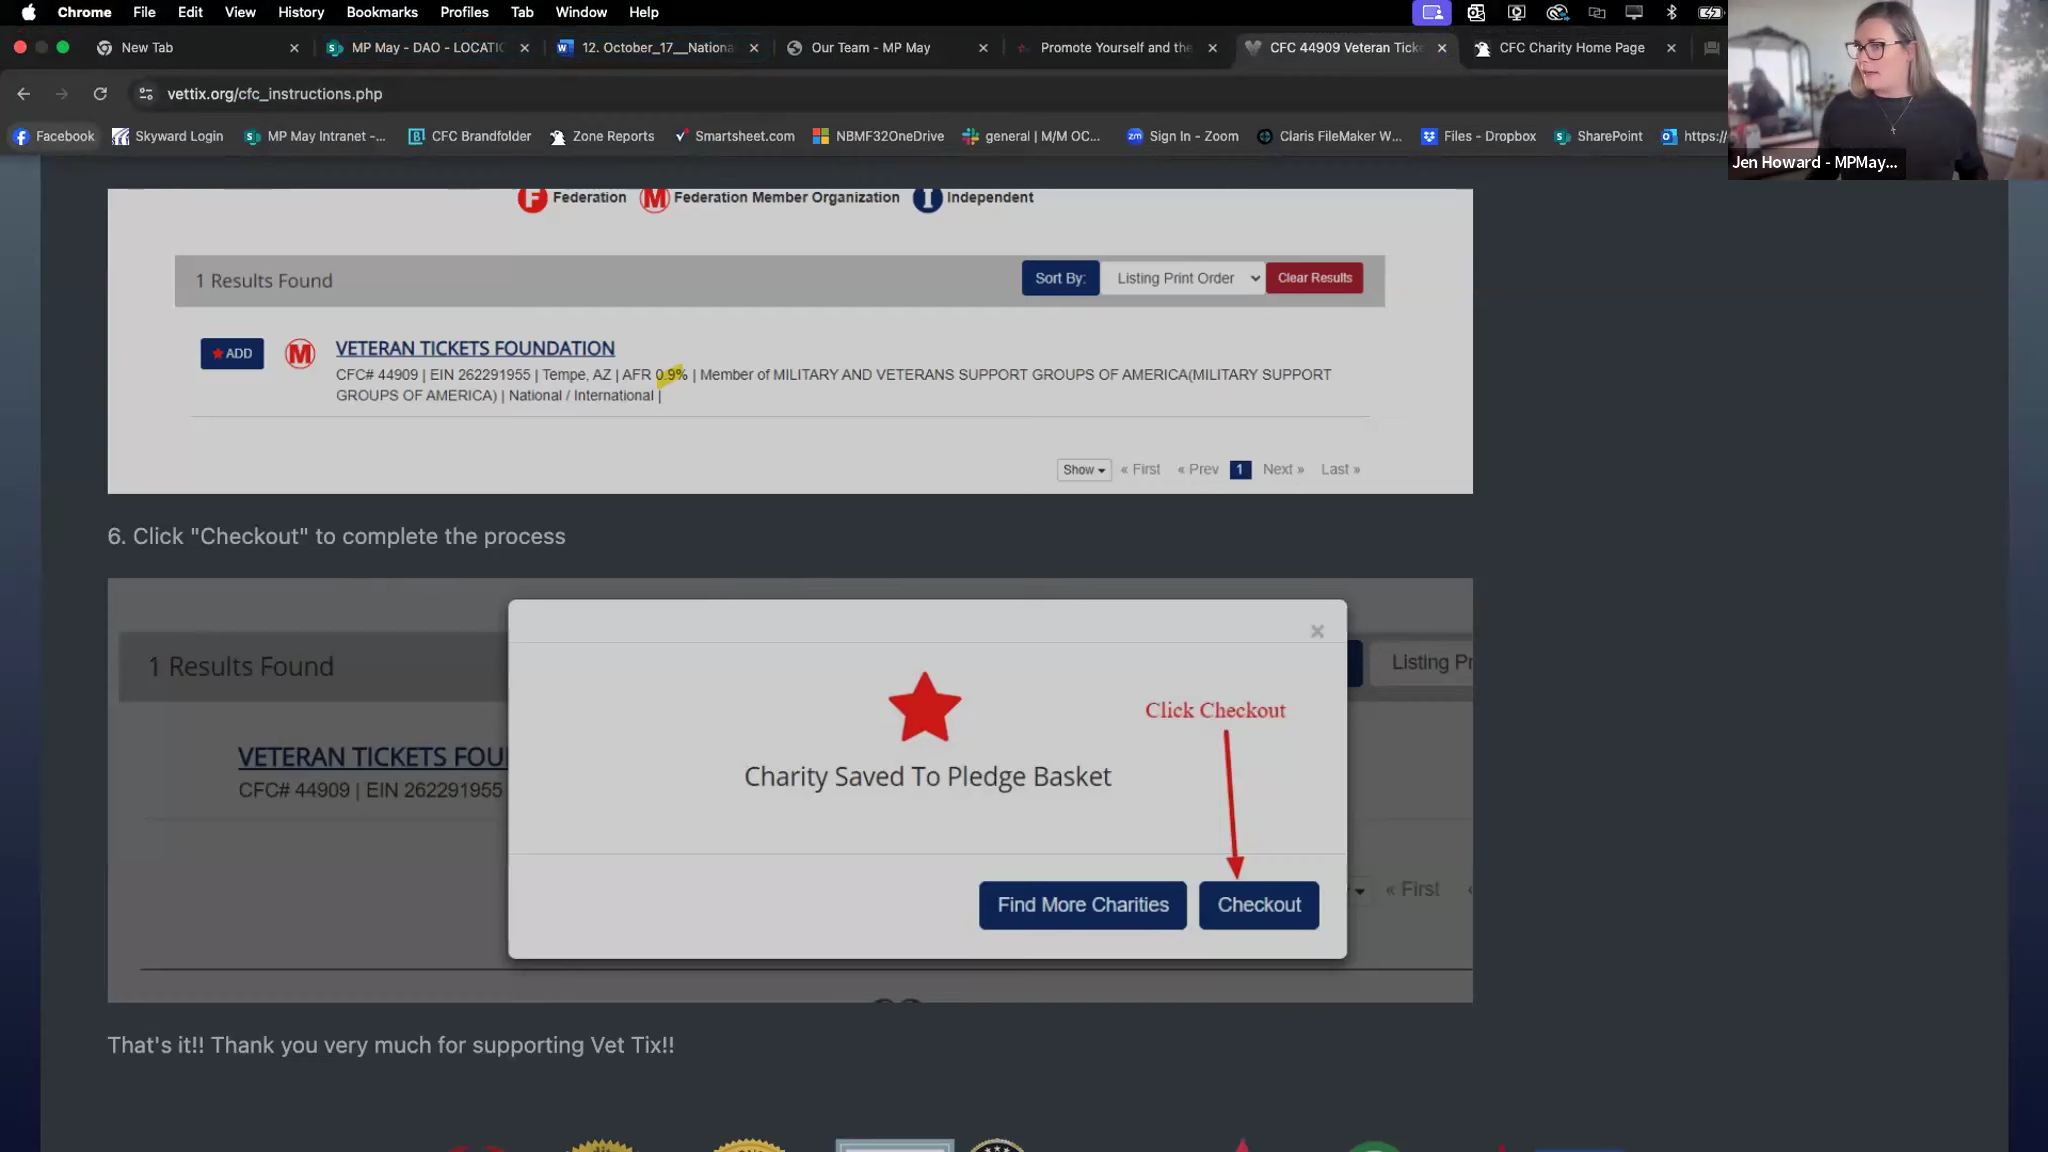 Chrome File Edit View History Bookmarks Profiles Tab Window Help
New Tab
MP May - DAO - LOCATIC
12. October_17__Nationa
Our Team - MP May
Promote Yourself and the
CFC 44909 Veteran Ticke
CFC Charity Home Page
vettix.org/cfc_instructions.php
Facebook
Skyward Login
MP May Intranet -...
CFC Brandfolder
Zone Reports
Smartsheet.com
NBMF32OneDrive
general | M/M OC...
Sign In - Zoom
Claris FileMaker W...
Files - Dropbox
SharePoint
https:/
Jen Howard - MPMay...
F Federation M Federation Member Organization I Independent
1 Results Found
Sort By: Listing Print Order Clear Results
ADD M VETERAN TICKETS FOUNDATION
CFC# 44909 | EIN 262291955 | Tempe, AZ | AFR 0.9% | Member of MILITARY AND VETERANS SUPPORT GROUPS OF AMERICA(MILITARY SUPPORT
GROUPS OF AMERICA) | National / International |
Show « First « Prev 1 Next » Last »
6. Click "Checkout" to complete the process
1 Results Found
Listing Pr
VETERAN TICKETS FOU
CFC# 44909 | EIN 262291955
×
Click Checkout
Charity Saved To Pledge Basket
Find More Charities Checkout
« First «
That's it!! Thank you very much for supporting Vet Tix!!